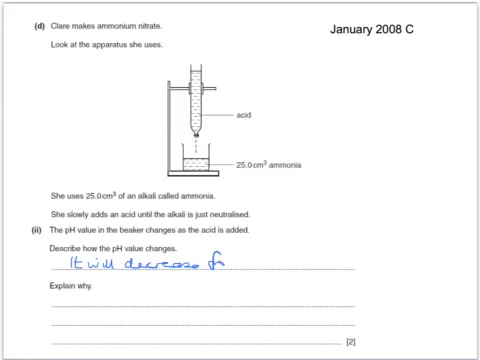 January 2008 C
(d) Clare makes ammonium nitrate.
Look at the apparatus she uses.
acid
25.0 cm³ ammonia
She uses 25.0 cm³ of an alkali called ammonia.
She slowly adds an acid until the alkali is just neutralised.
(ii) The pH value in the beaker changes as the acid is added.
Describe how the pH value changes.
It will decrease
Explain why.
[2]